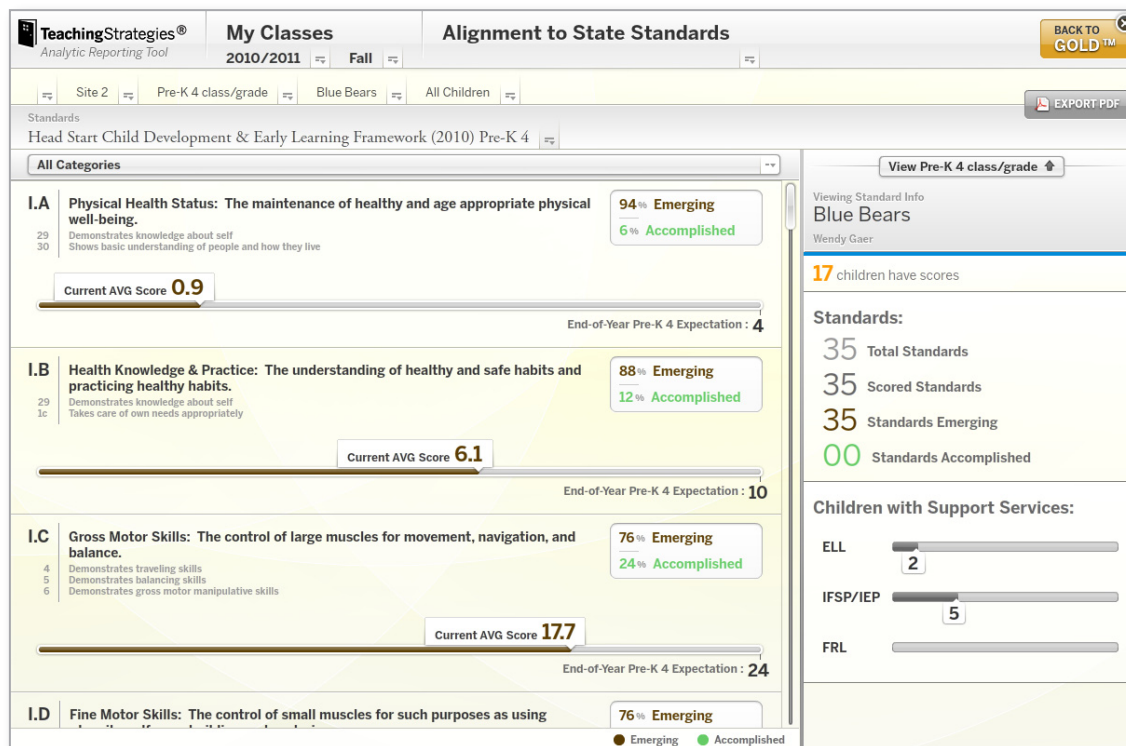 TeachingStrategies®
Analytic Reporting Tool
My Classes
2010/2011 Fall
Alignment to State Standards
BACK TO
GOLD™
Site 2 Pre-K 4 class/grade Blue Bears All Children
EXPORT PDF
Standards
Head Start Child Development & Early Learning Framework (2010) Pre-K 4
All Categories
I.A Physical Health Status: The maintenance of healthy and age appropriate physical
well-being.
29 Demonstrates knowledge about self
30 Shows basic understanding of people and how they live
94% Emerging
6% Accomplished
Current AVG Score 0.9
End-of-Year Pre-K 4 Expectation : 4
I.B Health Knowledge & Practice: The understanding of healthy and safe habits and
practicing healthy habits.
29 Demonstrates knowledge about self
1c Takes care of own needs appropriately
88% Emerging
12% Accomplished
Current AVG Score 6.1
End-of-Year Pre-K 4 Expectation : 10
I.C Gross Motor Skills: The control of large muscles for movement, navigation, and
balance.
4 Demonstrates traveling skills
5 Demonstrates balancing skills
6 Demonstrates gross motor manipulative skills
76% Emerging
24% Accomplished
Current AVG Score 17.7
End-of-Year Pre-K 4 Expectation : 24
I.D Fine Motor Skills: The control of small muscles for such purposes as using
76% Emerging
Emerging Accomplished
View Pre-K 4 class/grade
Viewing Standard Info
Blue Bears
Wendy Gaer
17 children have scores
Standards:
35 Total Standards
35 Scored Standards
35 Standards Emerging
00 Standards Accomplished
Children with Support Services:
ELL
2
IFSP/IEP
5
FRL